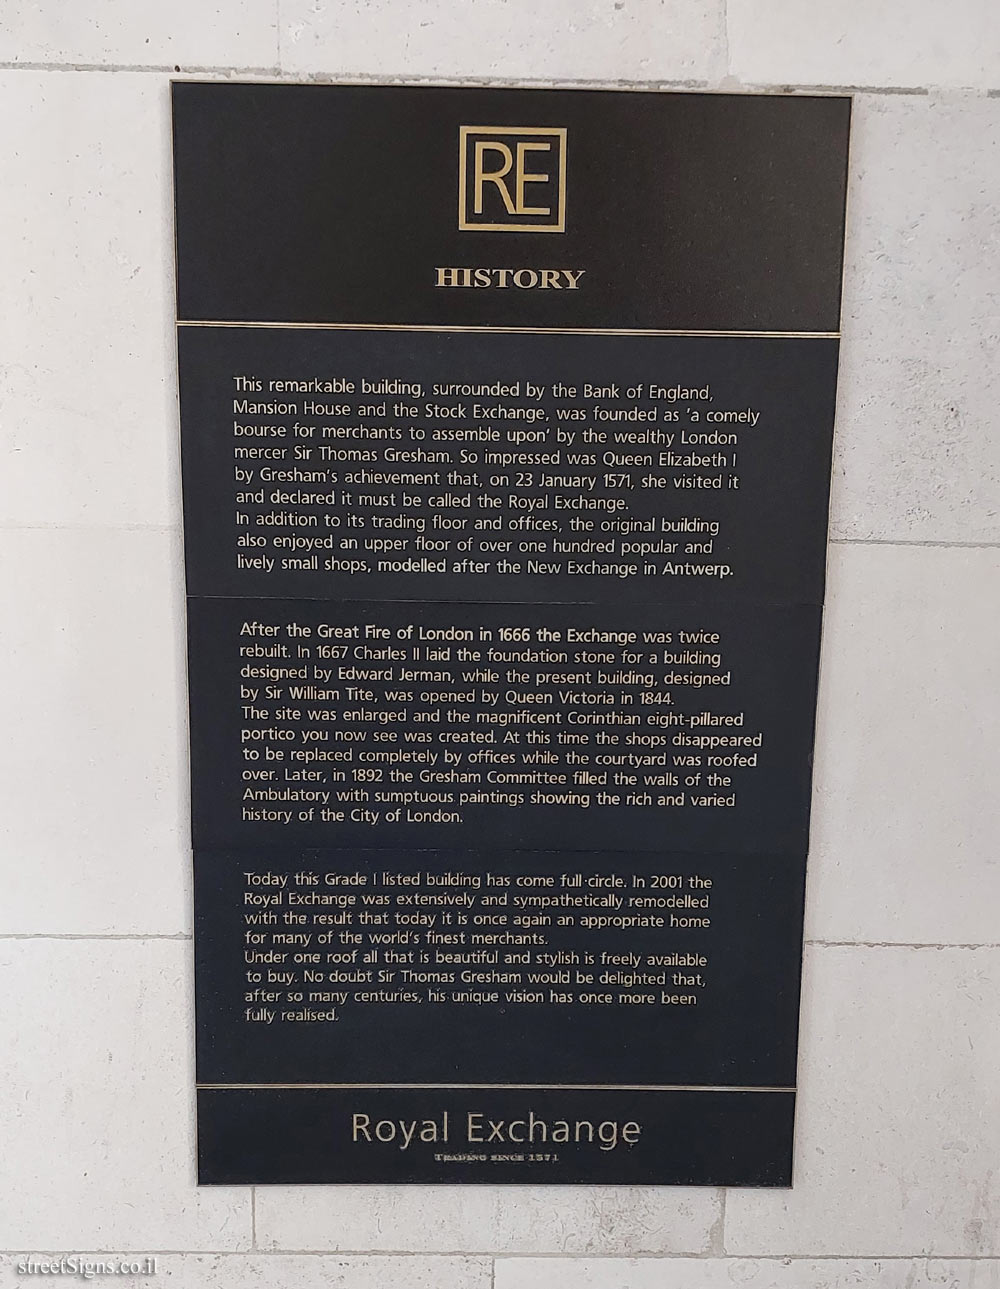 RE
HISTORY
This remarkable building, surrounded by the Bank of England,
Mansion House and the Stock Exchange, was founded as 'a comely
bourse for merchants to assemble upon' by the wealthy London
mercer Sir Thomas Gresham. So impressed was Queen Elizabeth I
by Gresham's achievement that, on 23 January 1571, she visited it
and declared it must be called the Royal Exchange.
In addition to its trading floor and offices, the original building
also enjoyed an upper floor of over one hundred popular and
lively small shops, modelled after the New Exchange in Antwerp.
After the Great Fire of London in 1666 the Exchange was twice
rebuilt. In 1667 Charles II laid the foundation stone for a building
designed by Edward Jerman, while the present building, designed
by Sir William Tite, was opened by Queen Victoria in 1844.
The site was enlarged and the magnificent Corinthian eight-pillared
portico you now see was created. At this time the shops disappeared
to be replaced completely by offices while the courtyard was roofed
over. Later, in 1892 the Gresham Committee filled the walls of the
Ambulatory with sumptuous paintings showing the rich and varied
history of the City of London.
Today this Grade I listed building has come full circle. In 2001 the
Royal Exchange was extensively and sympathetically remodelled
with the result that today it is once again an appropriate home
for many of the world's finest merchants.
Under one roof all that is beautiful and stylish is freely available
to buy. No doubt Sir Thomas Gresham would be delighted that,
after so many centuries, his unique vision has once more been
fully realised.
Royal Exchange
TRADING SINCE 1571
streetSigns.co.il